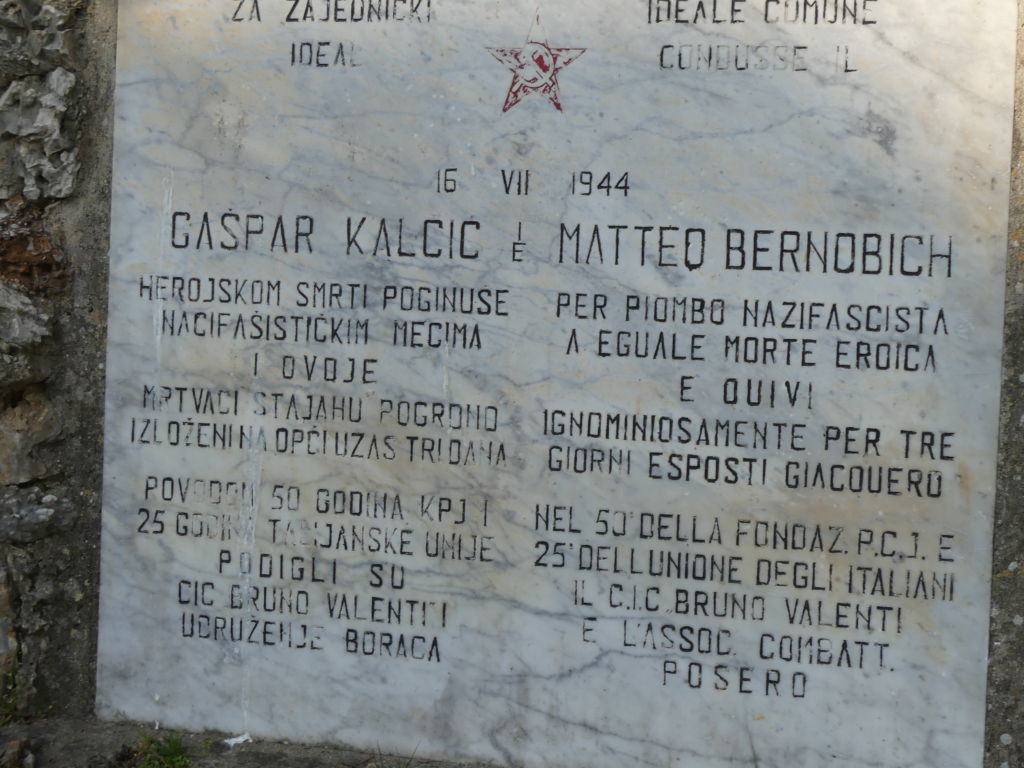 ZA ZAJEDNIČKI
IDEAL
IDEALE COMUNE
CONDUSSE IL
16 VII 1944
GAŠPAR KALCIĆ I E MATTEO BERNOBICH
HEROJSKOM SMRTI POGINUŠE
NACIFAŠISTIČKIM MECIMA
I OVDJE
MRTVACI STAJAHU POGRDNO
IZLOŽENI NA OPĆI UZAS TRI DANA
PER PIOMBO NAZIFASCISTA
A EGUALE MORTE EROICA
E QUIVI
IGNOMINIOSAMENTE PER TRE
GIORNI ESPOSTI GIACQUERO
POVODOM 50 GODINA KPJ I
25 GODINA TALIJANSKE UNIJE
PODIGLI SU
CIC BRUNO VALENTI I
UDRUŽENJE BORACA
NEL 50° DELLA FONDAZ. P.C.J. E
25° DELLUNIONE DEGLI ITALIANI
IL C.I.C. BRUNO VALENTI
E L'ASSOC. COMBATT.
POSERO